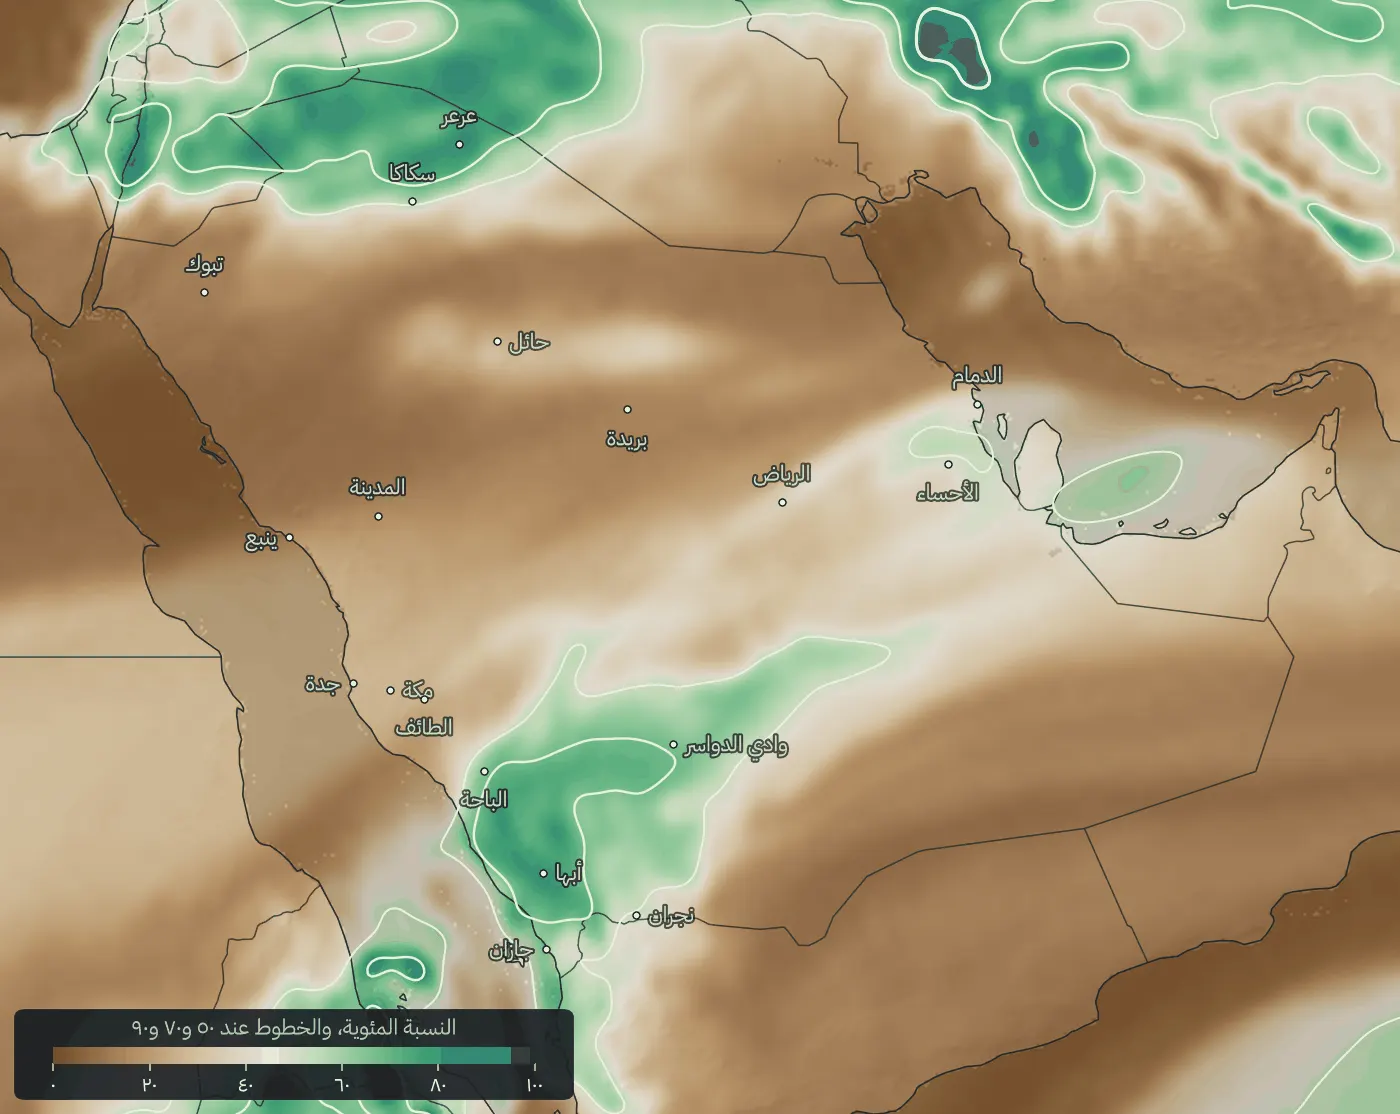 عرعر
سكاكا
تبوك
حائل
الدمام
بريدة
الرياض
المدينة
الأحساء
ينبع
جدة
مكة
الطائف
وادي الدواسر
الباحة
أبها
نجران
جازان
النسبة المئوية، والخطوط عند ٥٠ و٧٠ و٩٠
٠ ٢٠ ٤٠ ٦٠ ٨٠ ١٠٠